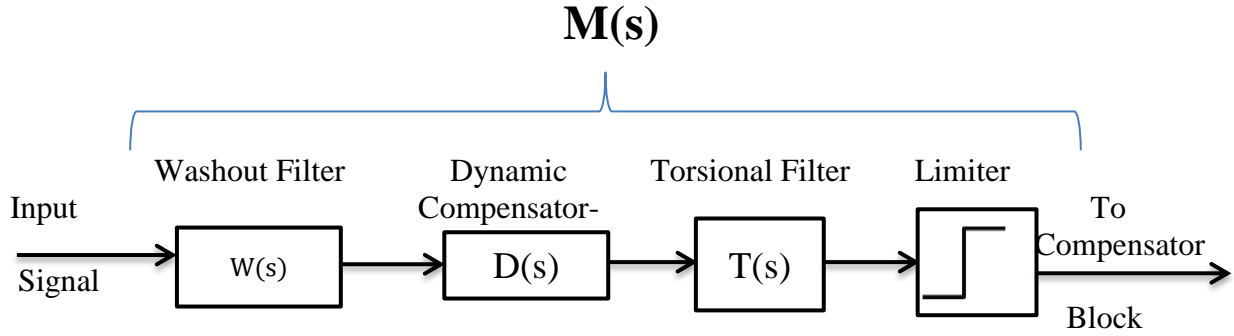 M(s)
Washout Filter
Dynamic
Compensator-
Torsional Filter
Limiter
Input
Signal
W(s)
D(s)
T(s)
To
Compensator
Block